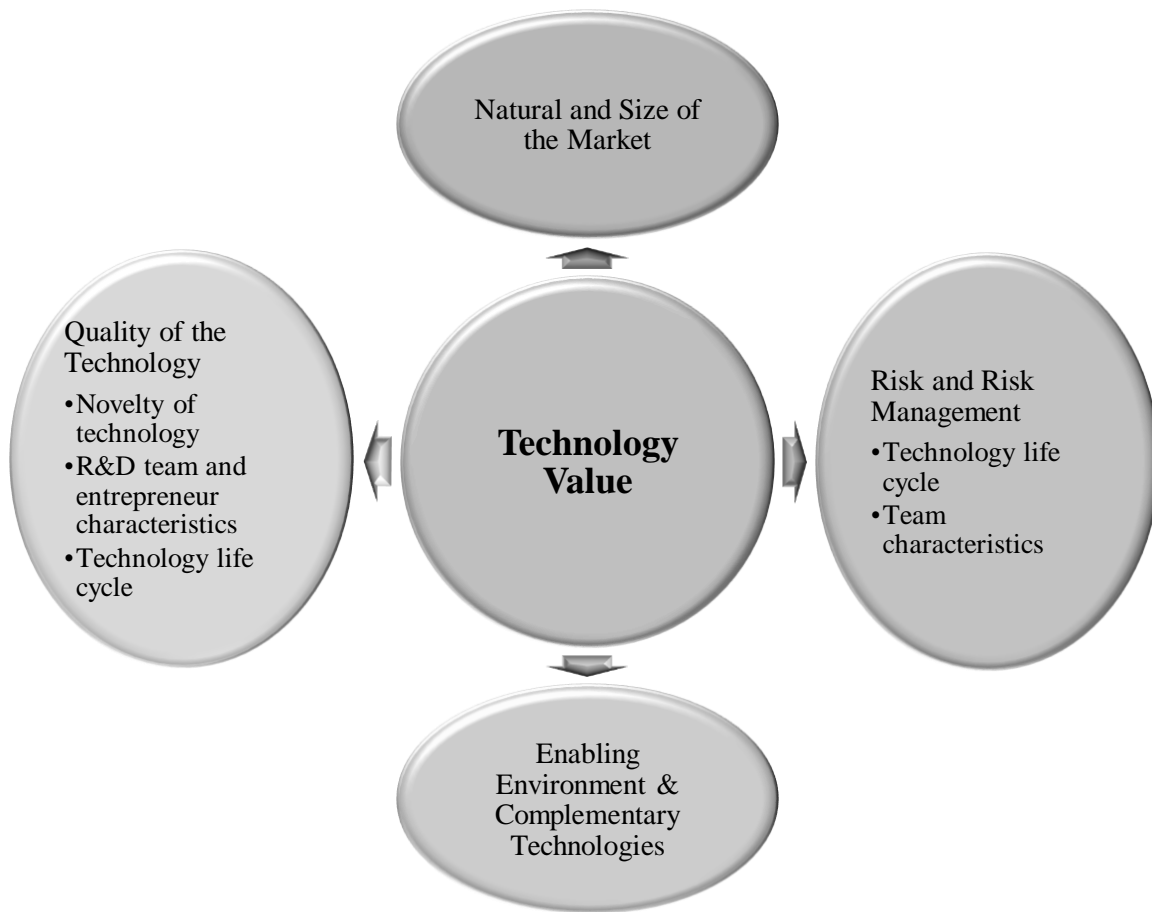 Natural and Size of
the Market
Quality of the
Technology
•Novelty of
technology
•R&D team and
entrepreneur
characteristics
•Technology life
cycle
Technology
Value
Risk and Risk
Management
•Technology life
cycle
•Team
characteristics
Enabling
Environment &
Complementary
Technologies